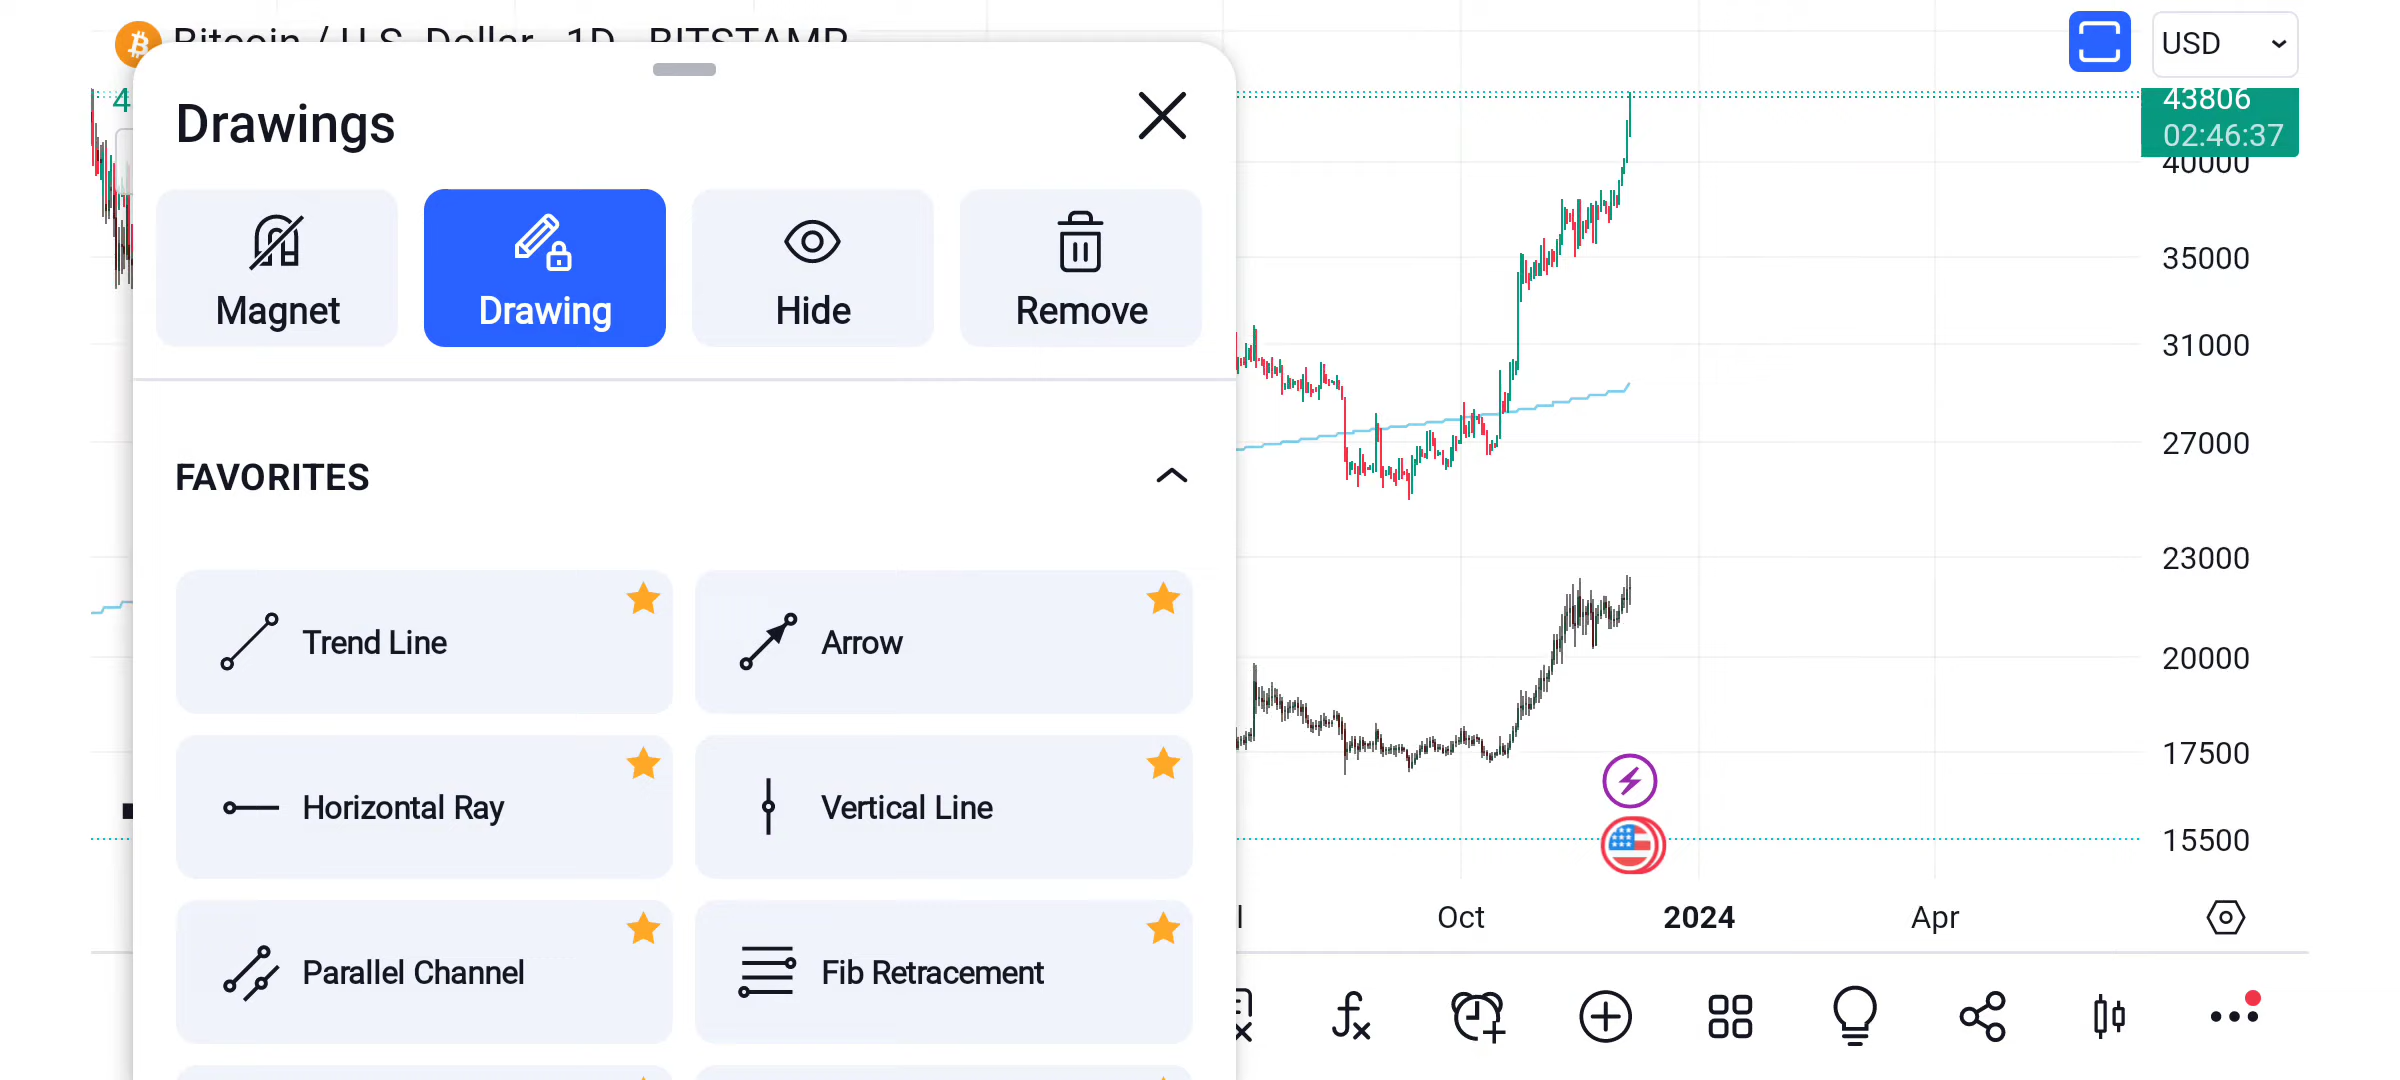 Bitcoin / U.S. Dollar 1D BITSTAMP
USD
4
Drawings
Magnet
Drawing
Hide
Remove
FAVORITES
Trend Line
Arrow
Horizontal Ray
Vertical Line
Parallel Channel
Fib Retracement
43806
02:46:37
40000
35000
31000
27000
23000
20000
17500
15500
Oct
2024
Apr